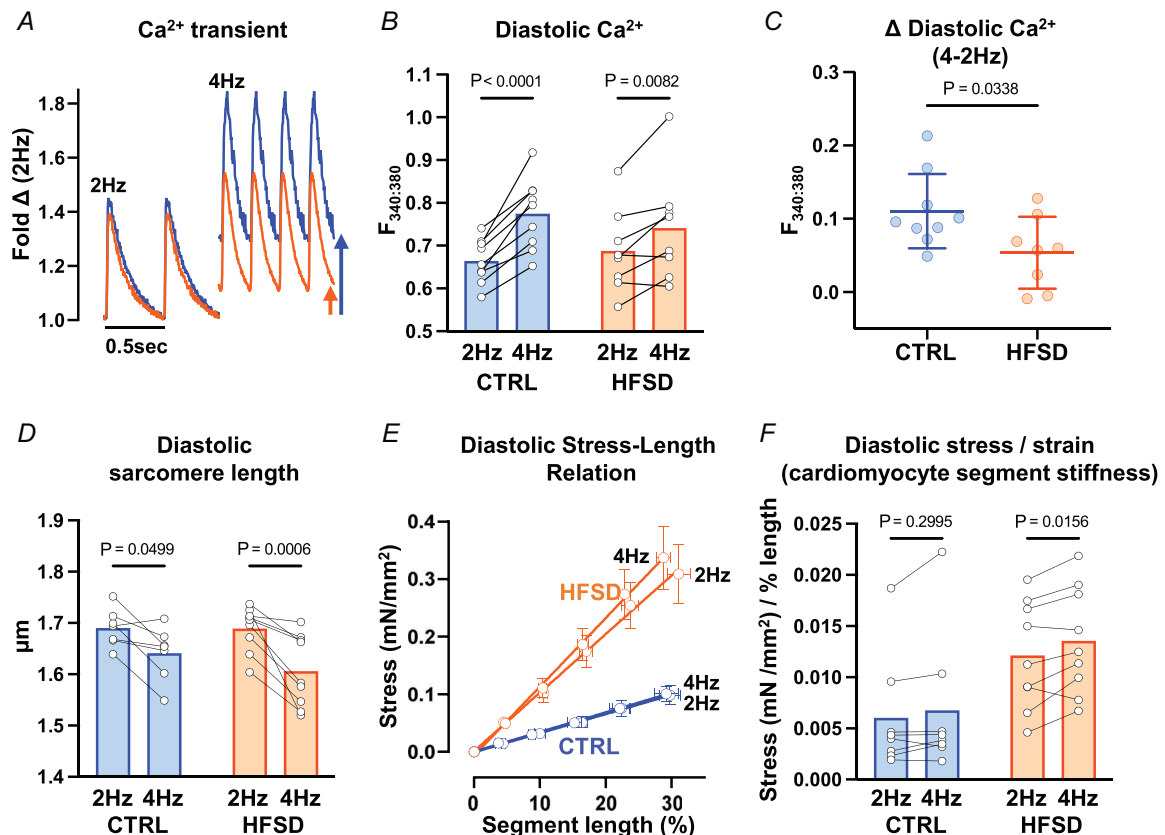 A
Ca²⁺ transient
Fold Δ (2Hz)
1.8
1.6
1.4
1.2
1.0
2Hz
4Hz
0.5sec
B
Diastolic Ca²⁺
F340:380
1.1
1.0
0.9
0.8
0.7
0.6
0.5
P < 0.0001
P = 0.0082
2Hz 4Hz 2Hz 4Hz
CTRL HFSD
C
Δ Diastolic Ca²⁺
(4-2Hz)
F340:380
0.3
0.2
0.1
0.0
P = 0.0338
CTRL HFSD
D
Diastolic
sarcomere length
µm
1.9
1.8
1.7
1.6
1.5
1.4
P = 0.0499
P = 0.0006
2Hz 4Hz 2Hz 4Hz
CTRL HFSD
E
Diastolic Stress-Length
Relation
Stress (mN/mm²)
0.4
0.3
0.2
0.1
0.0
4Hz
2Hz
HFSD
4Hz
2Hz
CTRL
0 10 20 30
Segment length (%)
F
Diastolic stress / strain
(cardiomyocyte segment stiffness)
Stress (mN /mm²) / % length
0.025
0.020
0.015
0.010
0.005
0.000
P = 0.2995
P = 0.0156
2Hz 4Hz 2Hz 4Hz
CTRL HFSD